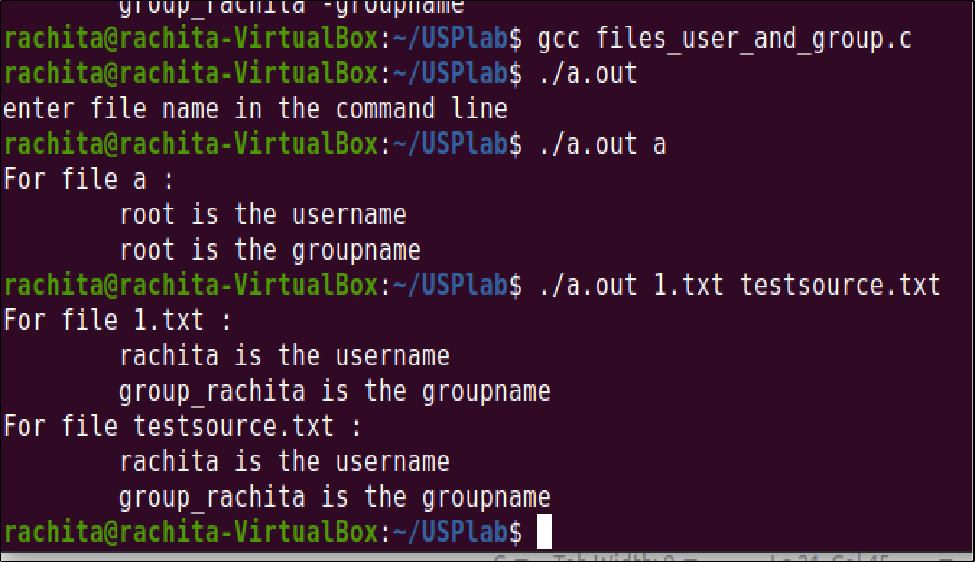 group_rachita -groupname
rachita@rachita-VirtualBox:~/USPlab$ gcc files_user_and_group.c
rachita@rachita-VirtualBox:~/USPlab$ ./a.out
enter file name in the command line
rachita@rachita-VirtualBox:~/USPlab$ ./a.out a
For file a :
root is the username
root is the groupname
rachita@rachita-VirtualBox:~/USPlab$ ./a.out 1.txt testsource.txt
For file 1.txt :
rachita is the username
group_rachita is the groupname
For file testsource.txt :
rachita is the username
group_rachita is the groupname
rachita@rachita-VirtualBox:~/USPlab$